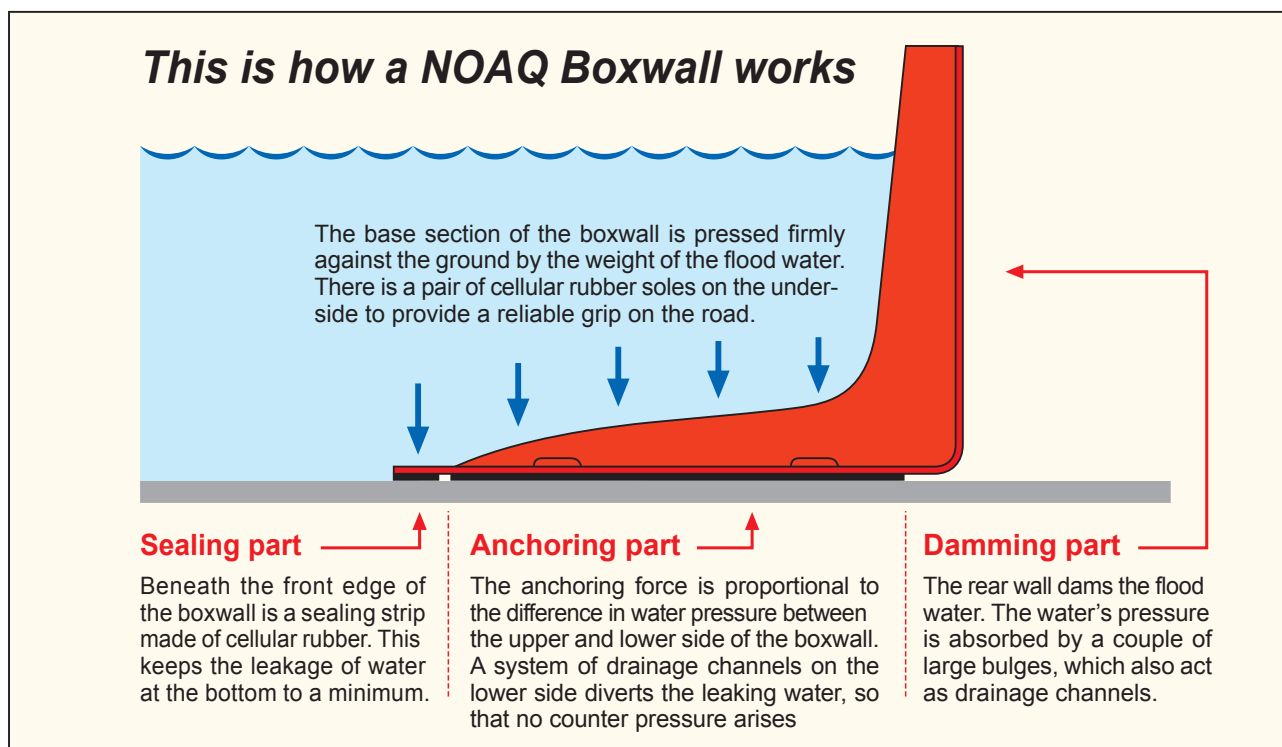 This is how a NOAQ Boxwall works
The base section of the boxwall is pressed firmly
against the ground by the weight of the flood water.
There is a pair of cellular rubber soles on the under-
side to provide a reliable grip on the road.
Sealing part
Beneath the front edge of
the boxwall is a sealing strip
made of cellular rubber. This
keeps the leakage of water
at the bottom to a minimum.
Anchoring part
The anchoring force is proportional to
the difference in water pressure between
the upper and lower side of the boxwall.
A system of drainage channels on the
lower side diverts the leaking water, so
that no counter pressure arises
Damming part
The rear wall dams the flood
water. The water’s pressure
is absorbed by a couple of
large bulges, which also act
as drainage channels.